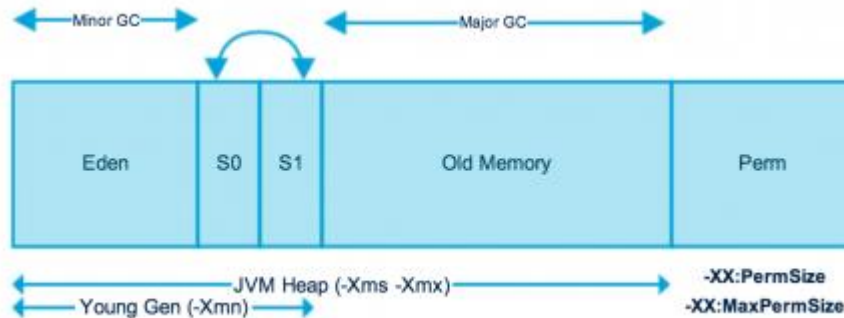 Minor GC
Major GC
Eden
S0
S1
Old Memory
Perm
JVM Heap (-Xms -Xmx)
-XX:PermSize
Young Gen (-Xmn)
-XX:MaxPermSize